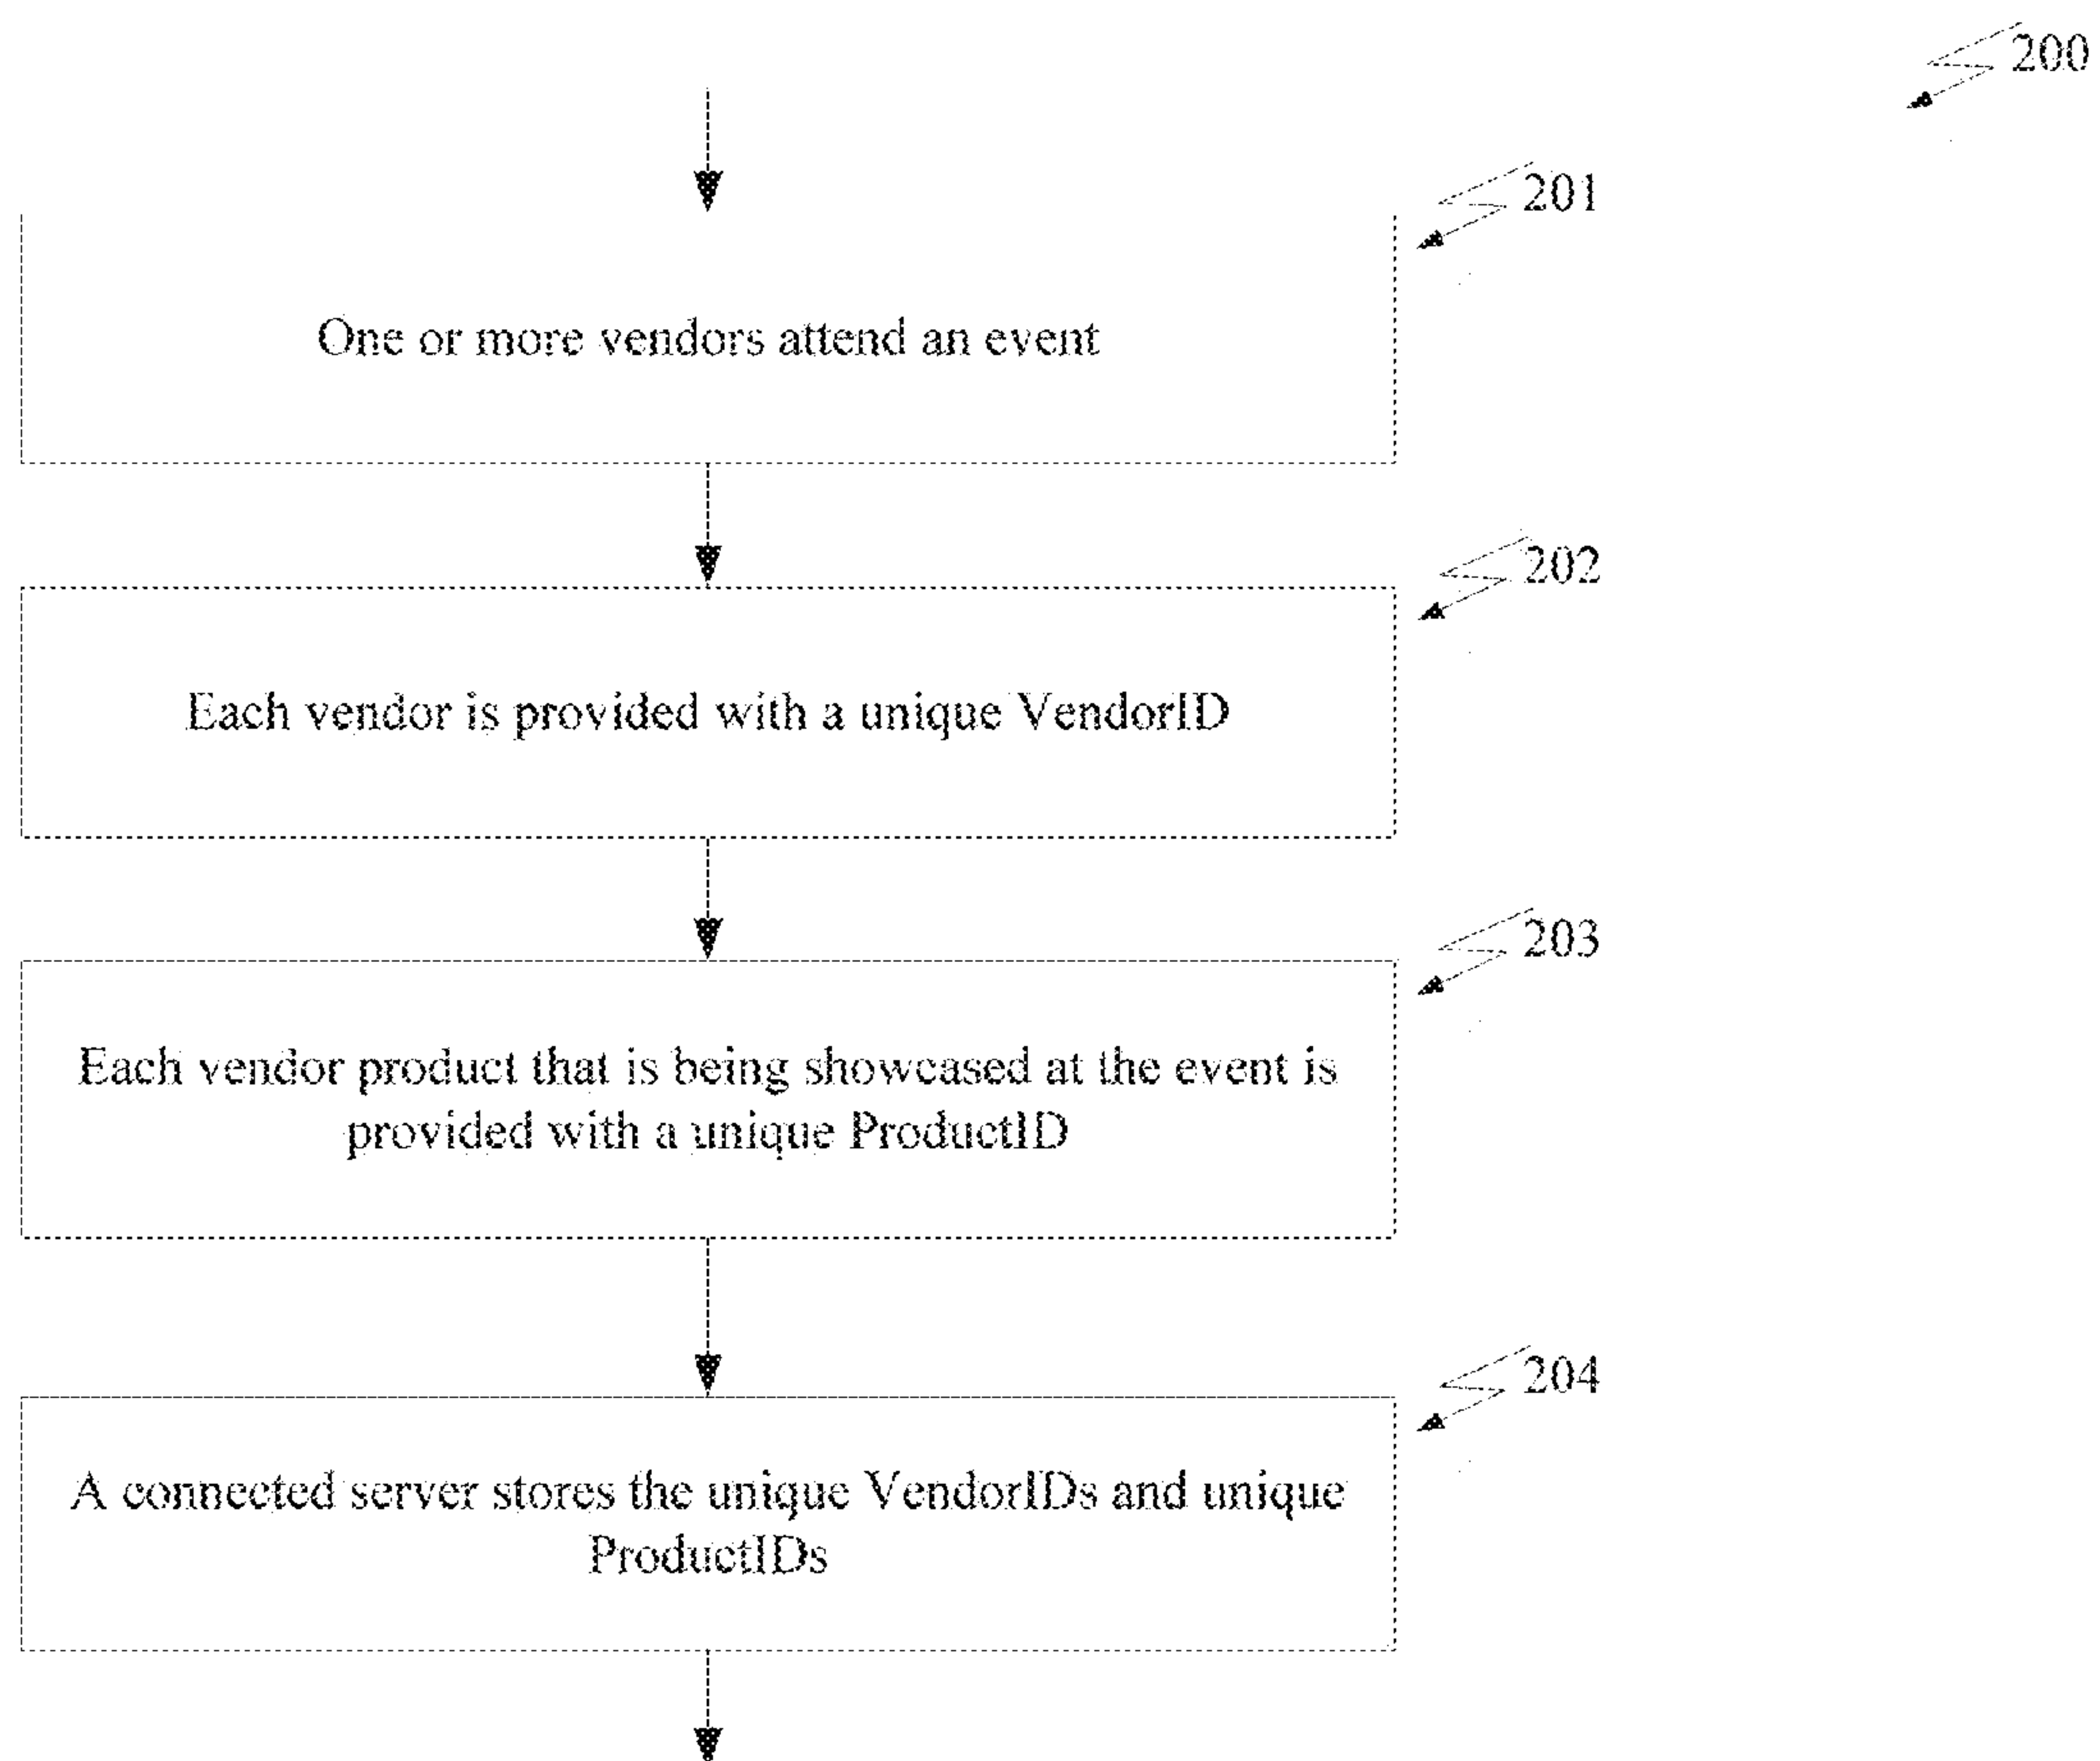 200
201
One or more vendors attend an event
202
Each vendor is provided with a unique VendorID
203
Each vendor product that is being showcased at the event is
provided with a unique ProductID
204
A connected server stores the unique VendorIDs and unique
ProductIDs